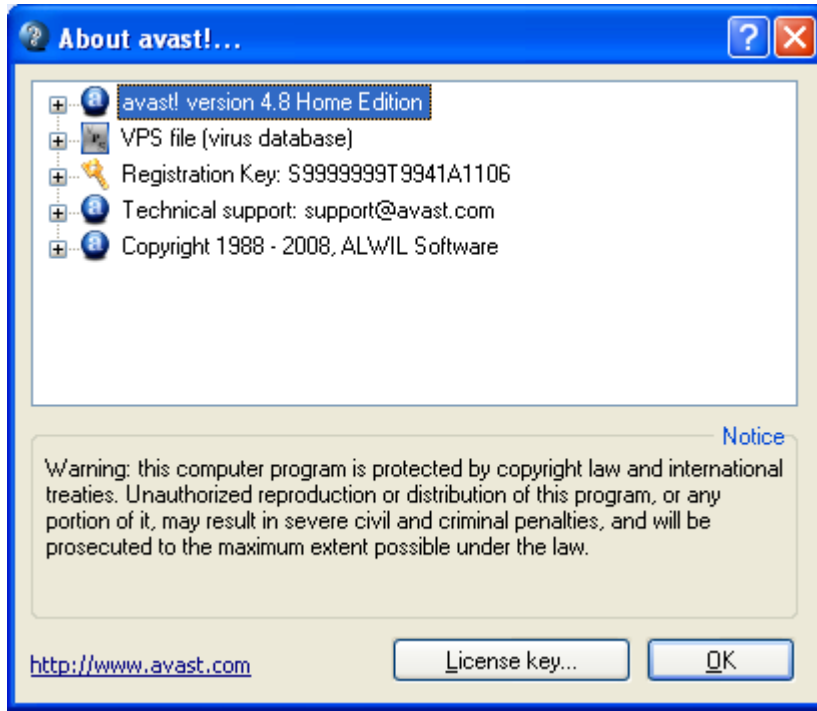 About avast!...
avast! version 4.8 Home Edition
VPS file (virus database)
Registration Key: S9999999T9941A1106
Technical support: support@avast.com
Copyright 1988 - 2008, ALWIL Software
Notice
Warning: this computer program is protected by copyright law and international
treaties. Unauthorized reproduction or distribution of this program, or any
portion of it, may result in severe civil and criminal penalties, and will be
prosecuted to the maximum extent possible under the law.
http://www.avast.com
License key...
OK